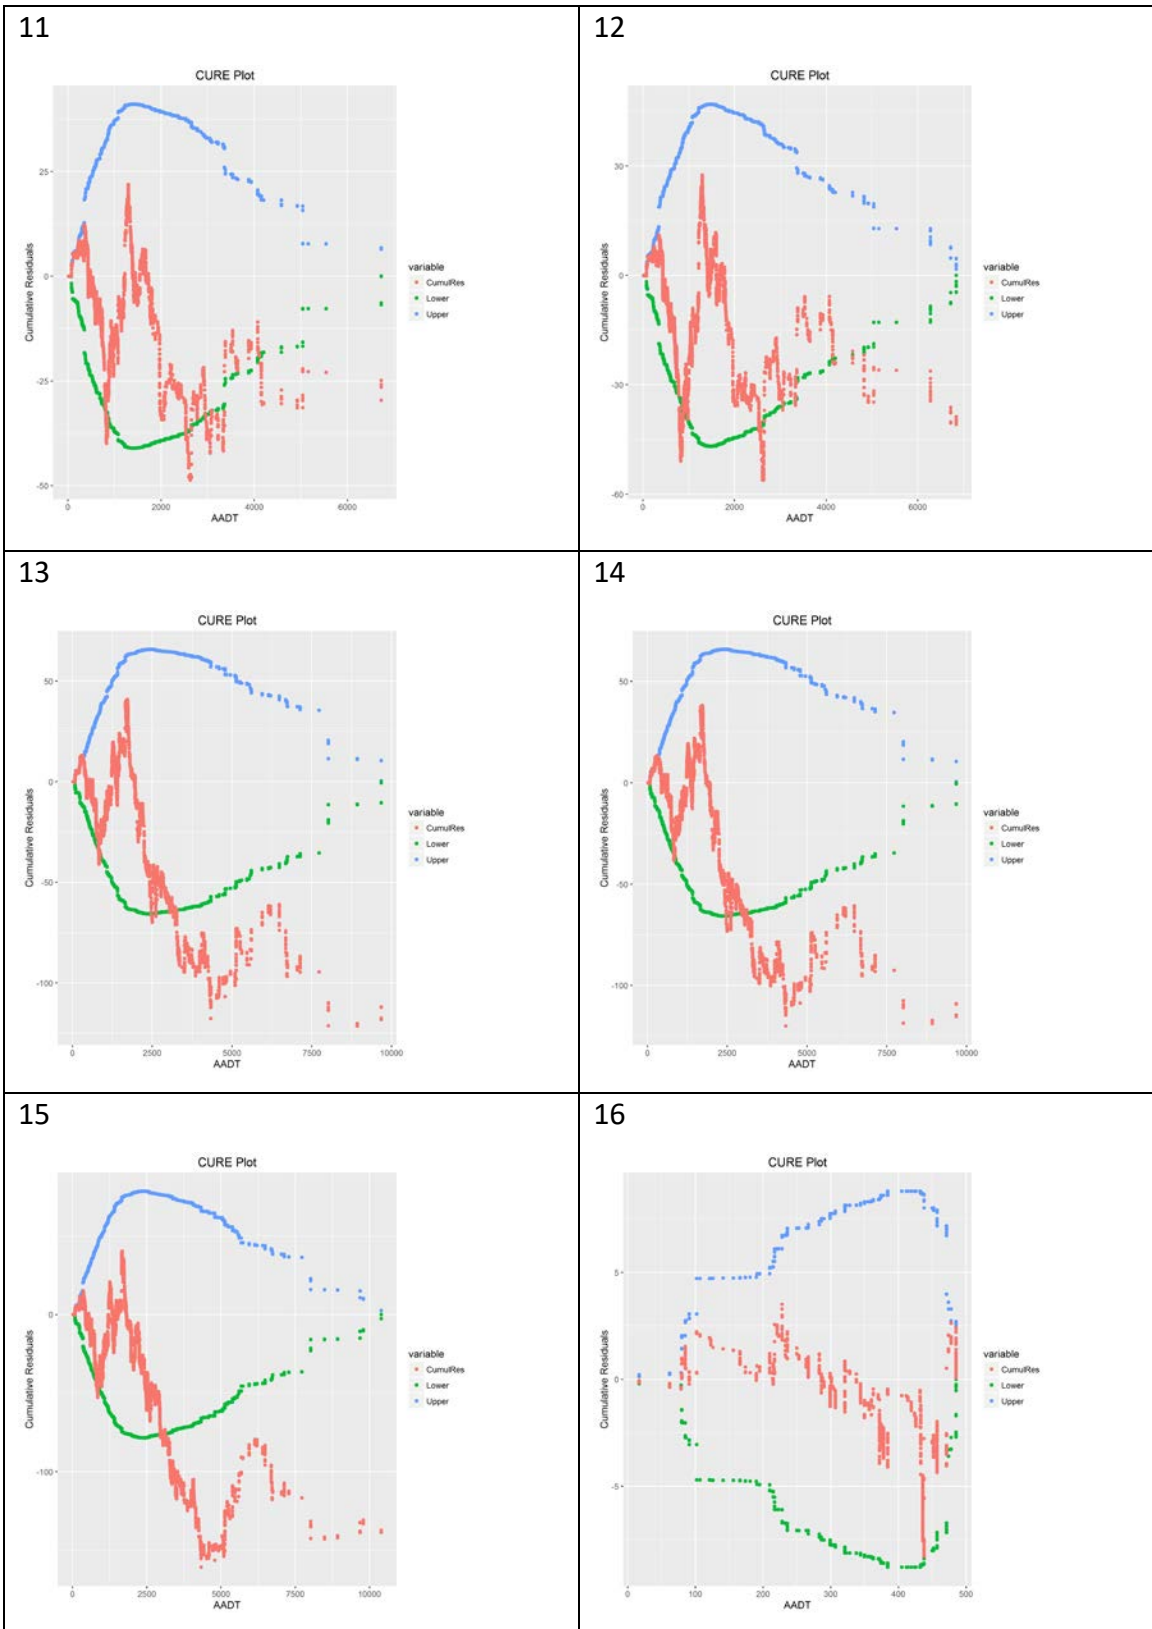 11
CURE Plot
25
0
-25
-50
0 2000 4000 6000
Cumulative Residuals
AADT
variable
CumulRes
Lower
Upper
12
CURE Plot
30
0
-30
-60
0 2000 4000 6000
Cumulative Residuals
AADT
variable
CumulRes
Lower
Upper
13
CURE Plot
50
0
-50
-100
0 2500 5000 7500 10000
Cumulative Residuals
AADT
variable
CumulRes
Lower
Upper
14
CURE Plot
50
0
-50
-100
0 2500 5000 7500 10000
Cumulative Residuals
AADT
variable
CumulRes
Lower
Upper
15
CURE Plot
0
-100
0 2500 5000 7500 10000
Cumulative Residuals
AADT
variable
CumulRes
Lower
Upper
16
CURE Plot
5
0
-5
0 100 200 300 400 500
Cumulative Residuals
AADT
variable
CumulRes
Lower
Upper